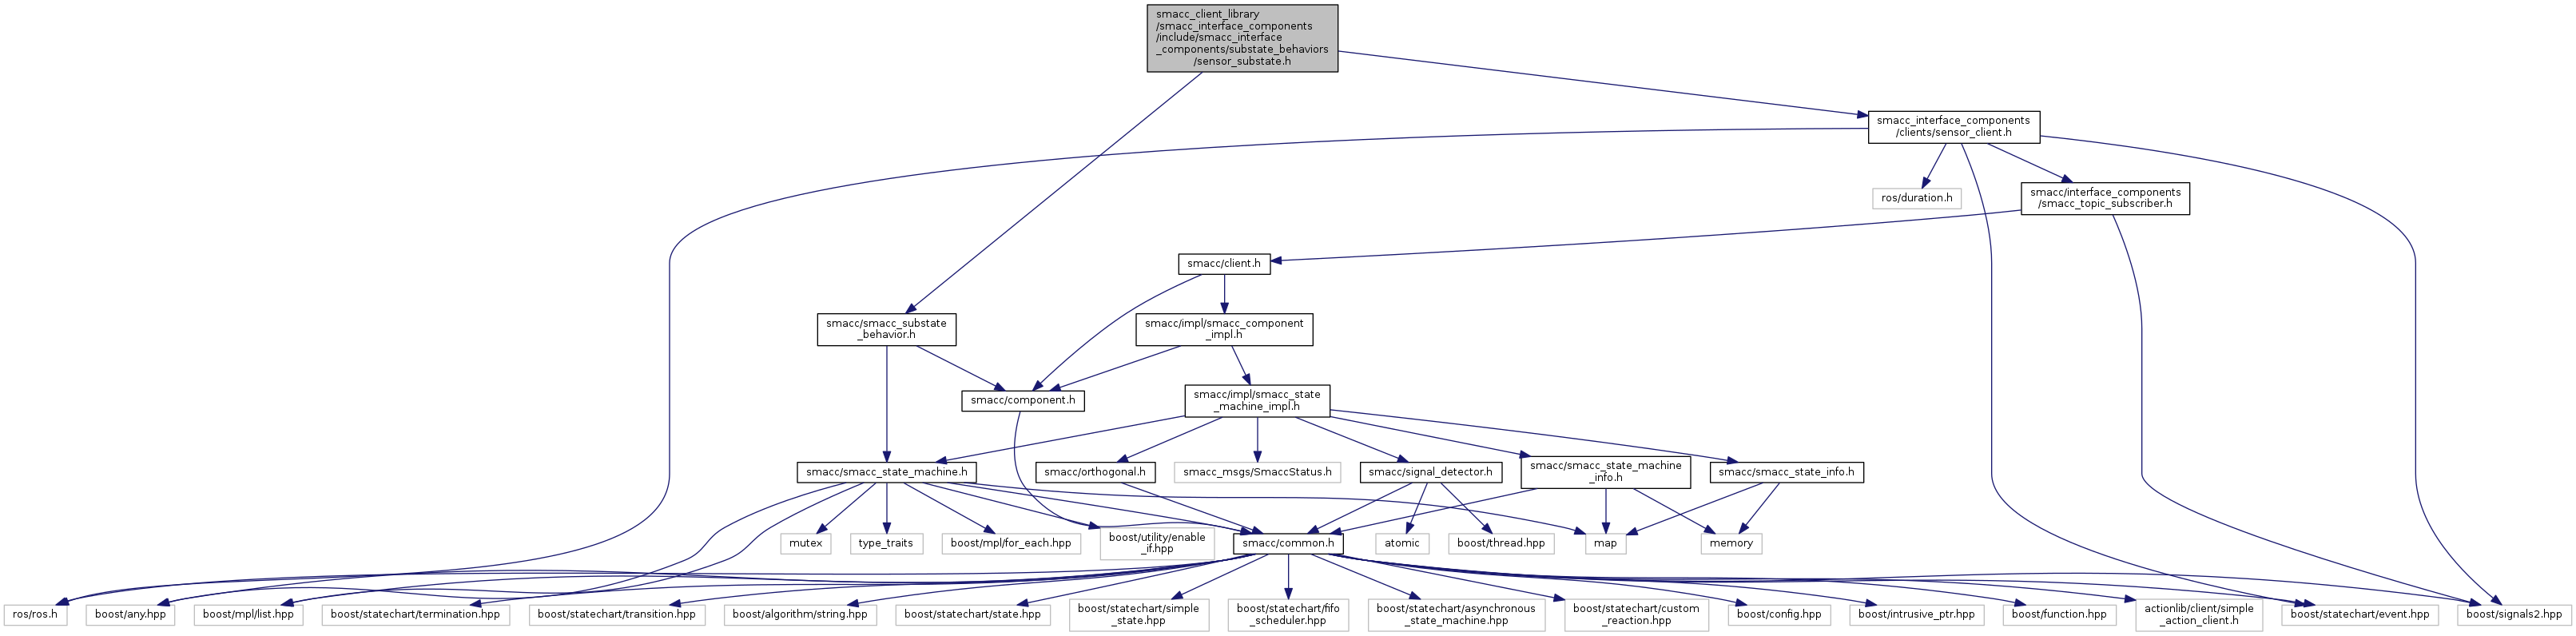 smacc_client_library
/smacc_interface_components
/include/smacc_interface
_components/substate_behaviors
/sensor_substate.h
smacc_interface_components
/clients/sensor_client.h
ros/duration.h
smacc/interface_components
/smacc_topic_subscriber.h
smacc/client.h
smacc/smacc_substate
_behavior.h
smacc/impl/smacc_component
_impl.h
smacc/component.h
smacc/impl/smacc_state
_machine_impl.h
smacc/smacc_state_machine.h
smacc/orthogonal.h
smacc_msgs/SmaccStatus.h
smacc/signal_detector.h
smacc/smacc_state_machine
_info.h
smacc/smacc_state_info.h
mutex
type_traits
boost/mpl/for_each.hpp
boost/utility/enable
_if.hpp
smacc/common.h
atomic
boost/thread.hpp
map
memory
ros/ros.h
boost/any.hpp
boost/mpl/list.hpp
boost/statechart/termination.hpp
boost/statechart/transition.hpp
boost/algorithm/string.hpp
boost/statechart/state.hpp
boost/statechart/simple
_state.hpp
boost/statechart/fifo
_scheduler.hpp
boost/statechart/asynchronous
_state_machine.hpp
boost/statechart/custom
_reaction.hpp
boost/config.hpp
boost/intrusive_ptr.hpp
boost/function.hpp
actionlib/client/simple
_action_client.h
boost/statechart/event.hpp
boost/signals2.hpp